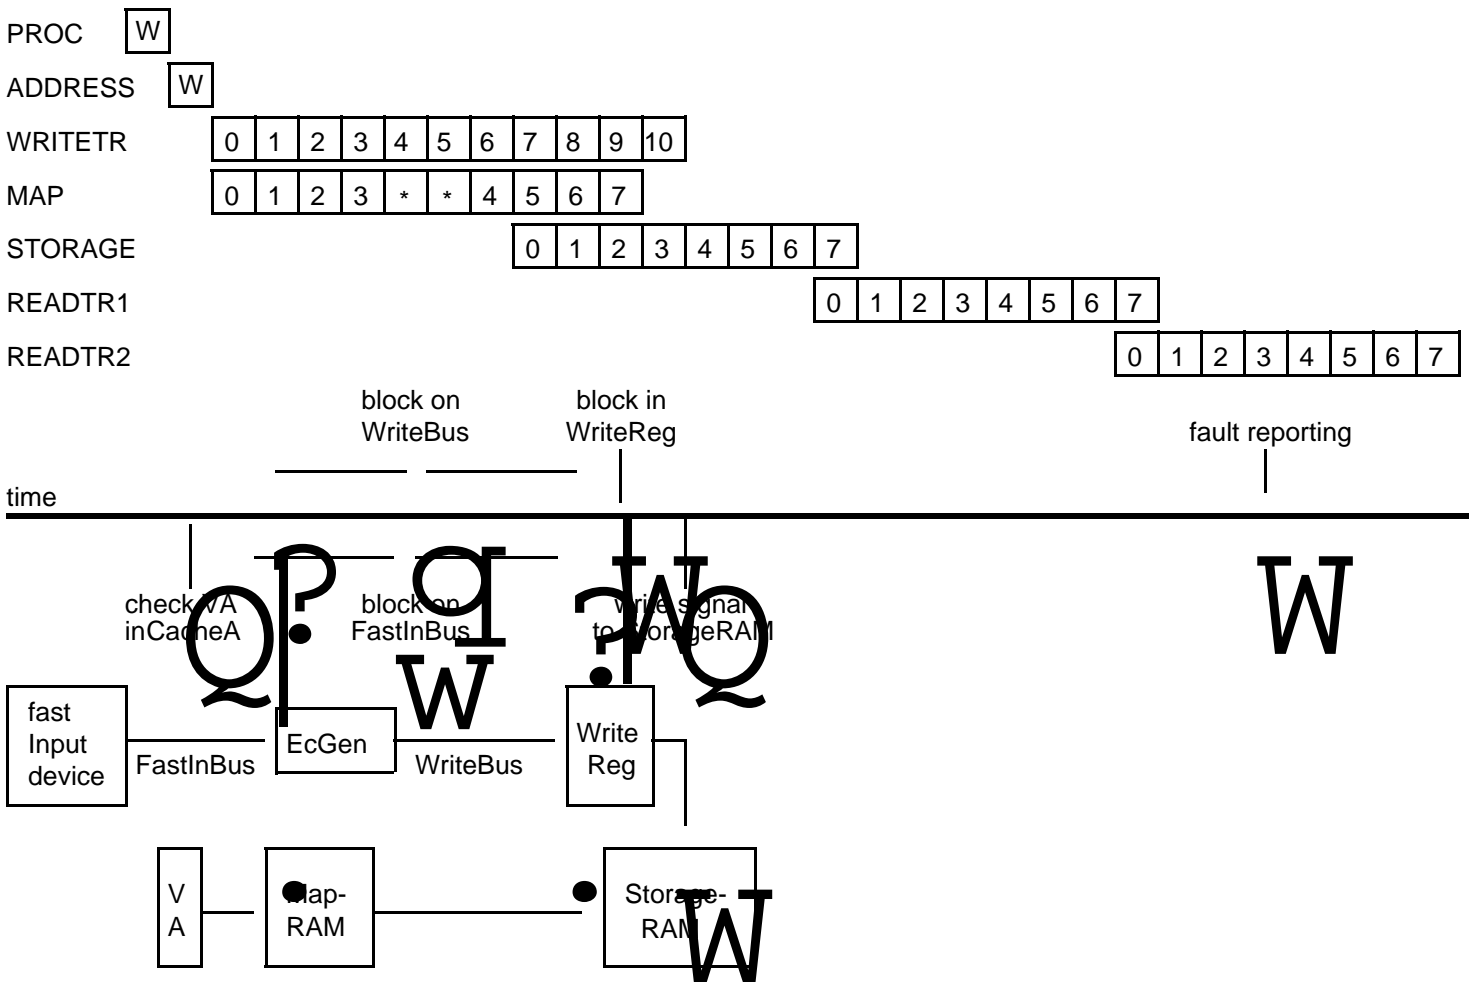 PROC W
ADDRESS W
WRITETR 0 1 2 3 4 5 6 7 8 9 10
MAP 0 1 2 3 * * 4 5 6 7
STORAGE 0 1 2 3 4 5 6 7
READTR1 0 1 2 3 4 5 6 7
READTR2 0 1 2 3 4 5 6 7
block on
WriteBus
block in
WriteReg
fault reporting
time
Q ? q W ? Q W
check VA
inCacheA
block on
FastInBus
write signal
to StorageRAM
W
fast
Input
device
FastInBus
EcGen
WriteBus
Write
Reg
V
A
Map-
RAM
Storage-
RAM
W